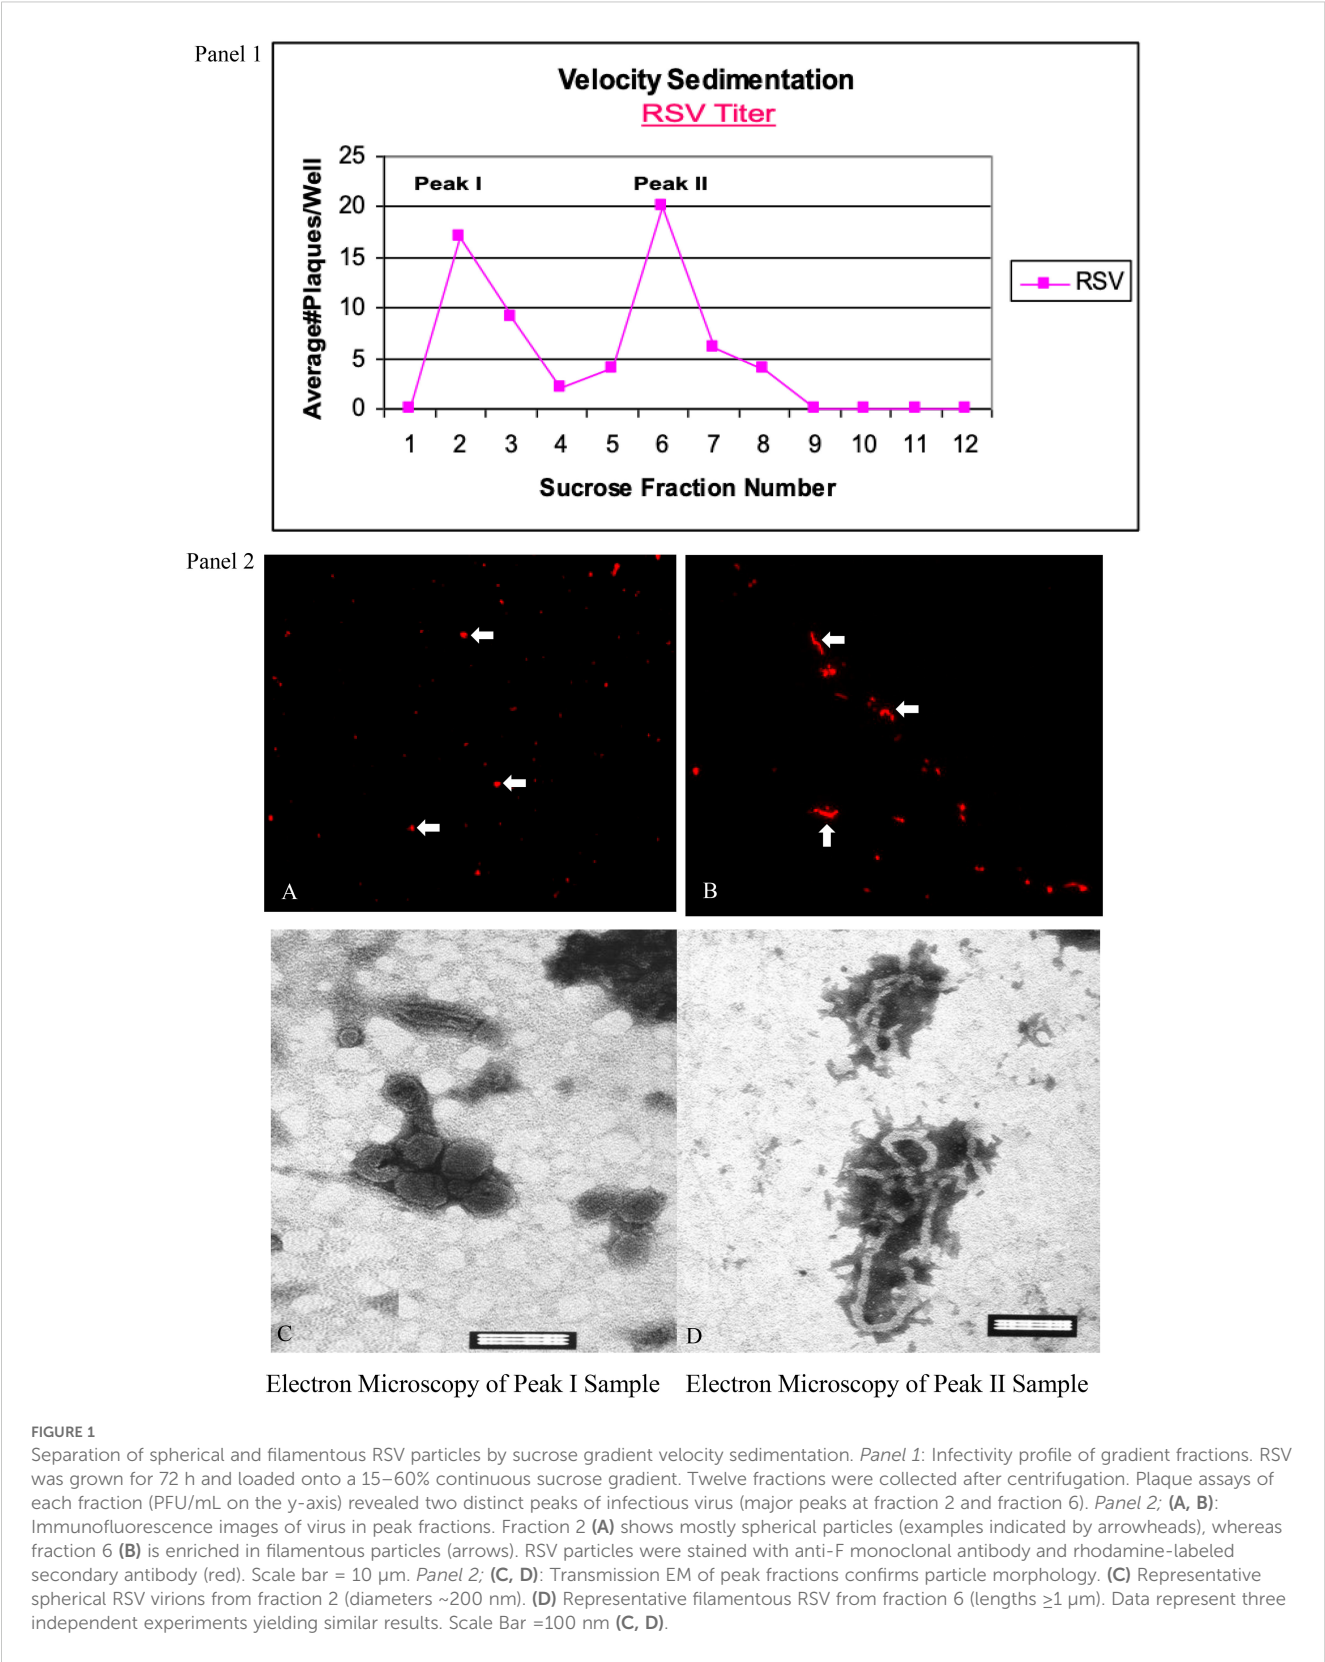 Panel 1
Velocity Sedimentation
RSV Titer
Average#Plaques/Well
25
20
15
10
5
0
Peak I
Peak II
RSV
1 2 3 4 5 6 7 8 9 10 11 12
Sucrose Fraction Number
Panel 2
A
B
C
D
Electron Microscopy of Peak I Sample
Electron Microscopy of Peak II Sample
FIGURE 1
Separation of spherical and filamentous RSV particles by sucrose gradient velocity sedimentation. Panel 1: Infectivity profile of gradient fractions. RSV
was grown for 72 h and loaded onto a 15–60% continuous sucrose gradient. Twelve fractions were collected after centrifugation. Plaque assays of
each fraction (PFU/mL on the y-axis) revealed two distinct peaks of infectious virus (major peaks at fraction 2 and fraction 6). Panel 2; (A, B):
Immunofluorescence images of virus in peak fractions. Fraction 2 (A) shows mostly spherical particles (examples indicated by arrowheads), whereas
fraction 6 (B) is enriched in filamentous particles (arrows). RSV particles were stained with anti-F monoclonal antibody and rhodamine-labeled
secondary antibody (red). Scale bar = 10 µm. Panel 2; (C, D): Transmission EM of peak fractions confirms particle morphology. (C) Representative
spherical RSV virions from fraction 2 (diameters ~200 nm). (D) Representative filamentous RSV from fraction 6 (lengths ≥1 µm). Data represent three
independent experiments yielding similar results. Scale Bar =100 nm (C, D).